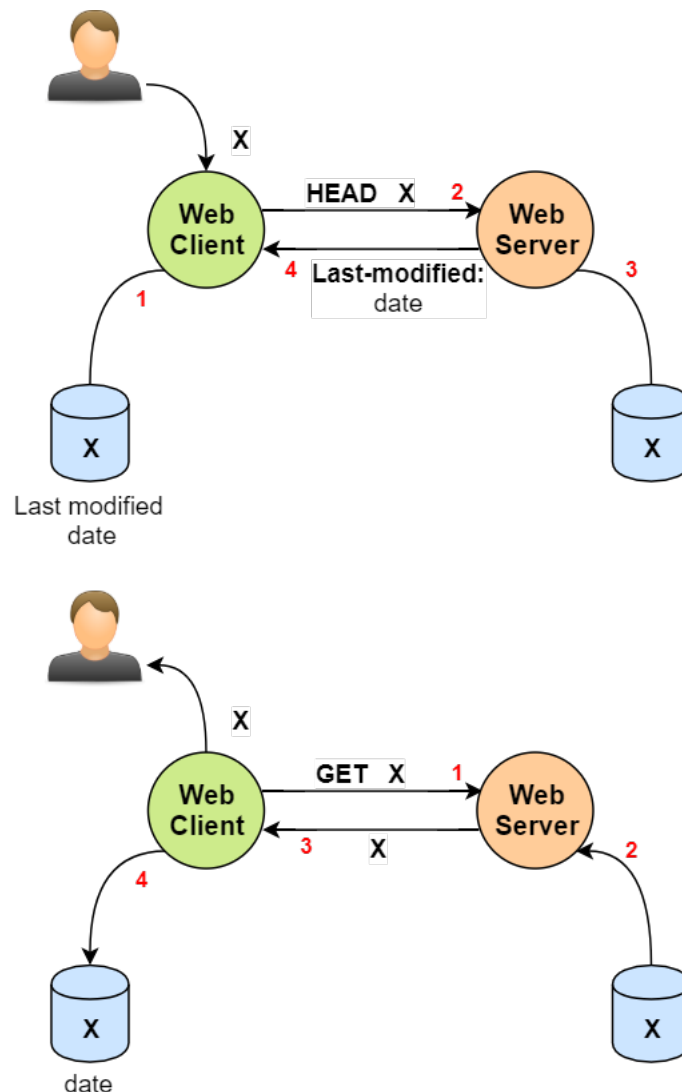 X
Web
Client
HEAD X 2
Web
Server
4
Last-modified:
date
3
1
X
Last modified
date
X
X
Web
Client
GET X 1
Web
Server
3
X
2
4
X
date
X